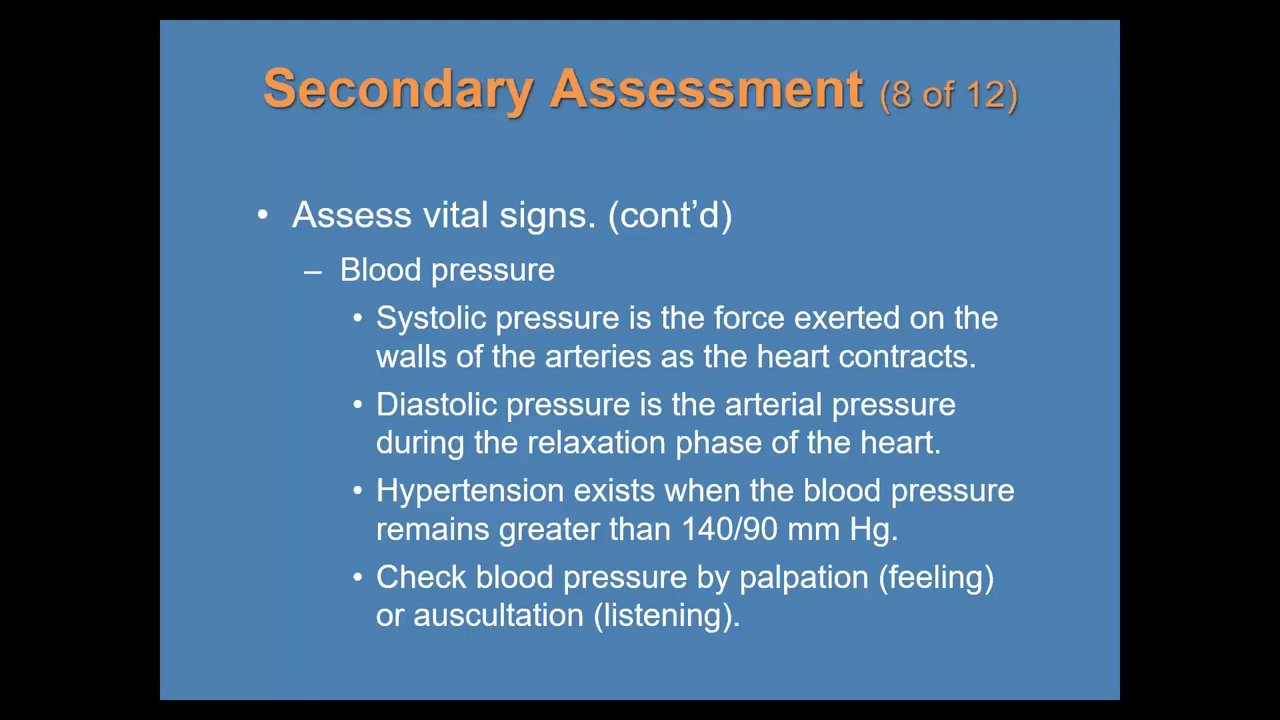 Secondary Assessment (8 of 12)
• Assess vital signs. (cont’d)
– Blood pressure
• Systolic pressure is the force exerted on the
walls of the arteries as the heart contracts.
• Diastolic pressure is the arterial pressure
during the relaxation phase of the heart.
• Hypertension exists when the blood pressure
remains greater than 140/90 mm Hg.
• Check blood pressure by palpation (feeling)
or auscultation (listening).